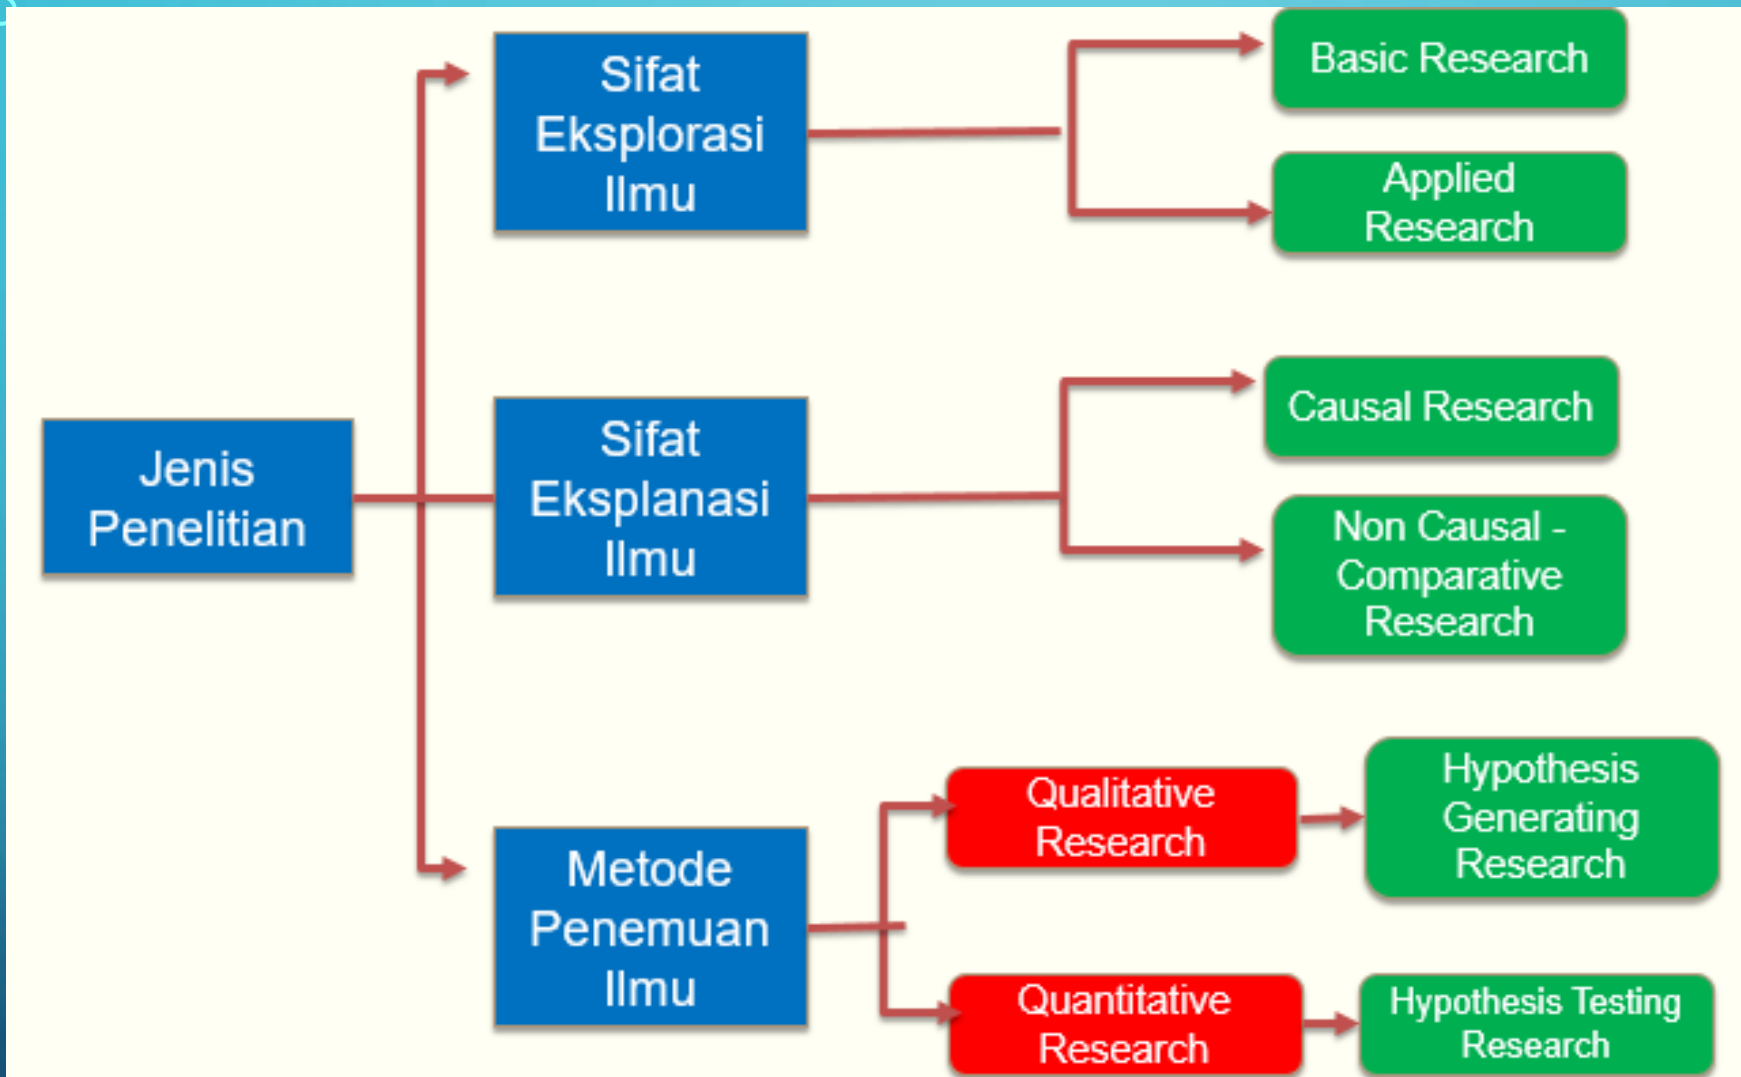 Jenis
Penelitian
Sifat
Eksplorasi
Ilmu
Basic Research
Applied
Research
Sifat
Eksplanasi
Ilmu
Causal Research
Non Causal -
Comparative
Research
Metode
Penemuan
Ilmu
Qualitative
Research
Hypothesis
Generating
Research
Quantitative
Research
Hypothesis Testing
Research